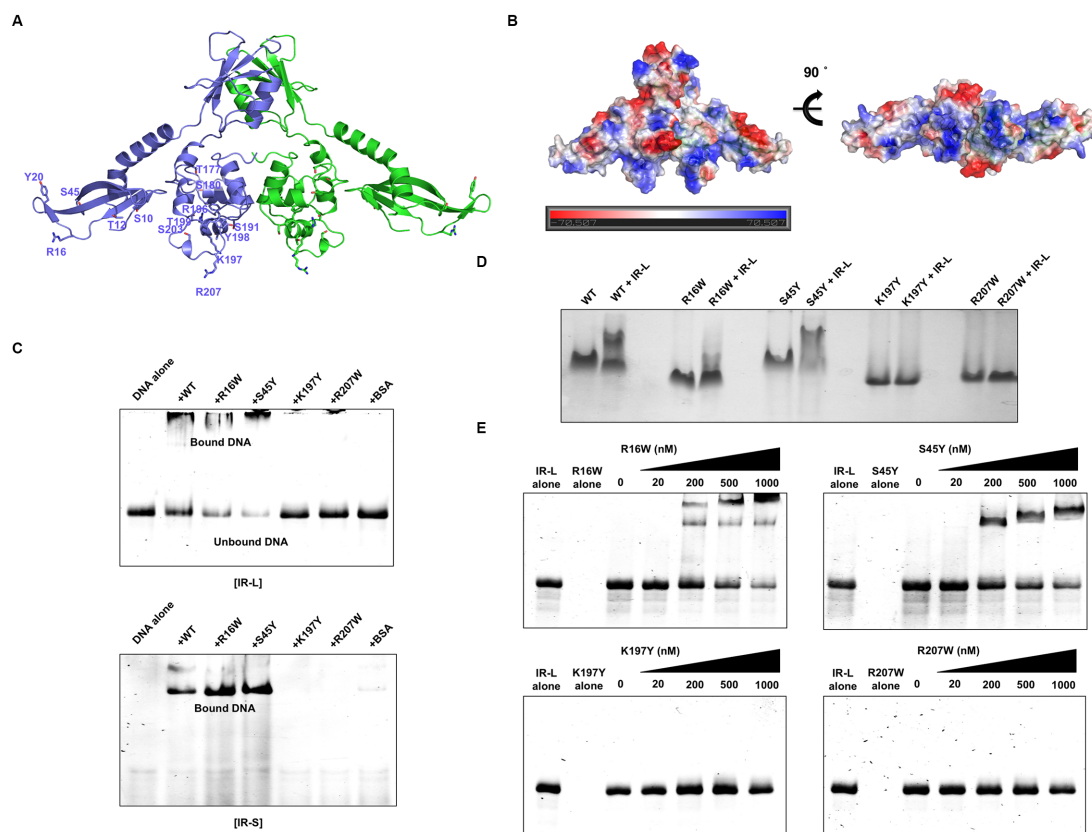 A
T177
S180
Y20
S45
R196
T12
S10
T199
S191
S203
Y198
R16
K197
R207
B
90 °
-70.507
70.507
C
DNA alone
+WT
+R16W
+S45Y
+K197Y
+R207W
+BSA
Bound DNA
Unbound DNA
[IR-L]
DNA alone
+WT
+R16W
+S45Y
+K197Y
+R207W
+BSA
Bound DNA
[IR-S]
D
WT
WT + IR-L
R16W
R16W + IR-L
S45Y
S45Y + IR-L
K197Y
K197Y + IR-L
R207W
R207W + IR-L
E
R16W (nM)
IR-L alone
R16W alone
0 20 200 500 1000
S45Y (nM)
IR-L alone
S45Y alone
0 20 200 500 1000
K197Y (nM)
IR-L alone
K197Y alone
0 20 200 500 1000
R207W (nM)
IR-L alone
R207W alone
0 20 200 500 1000